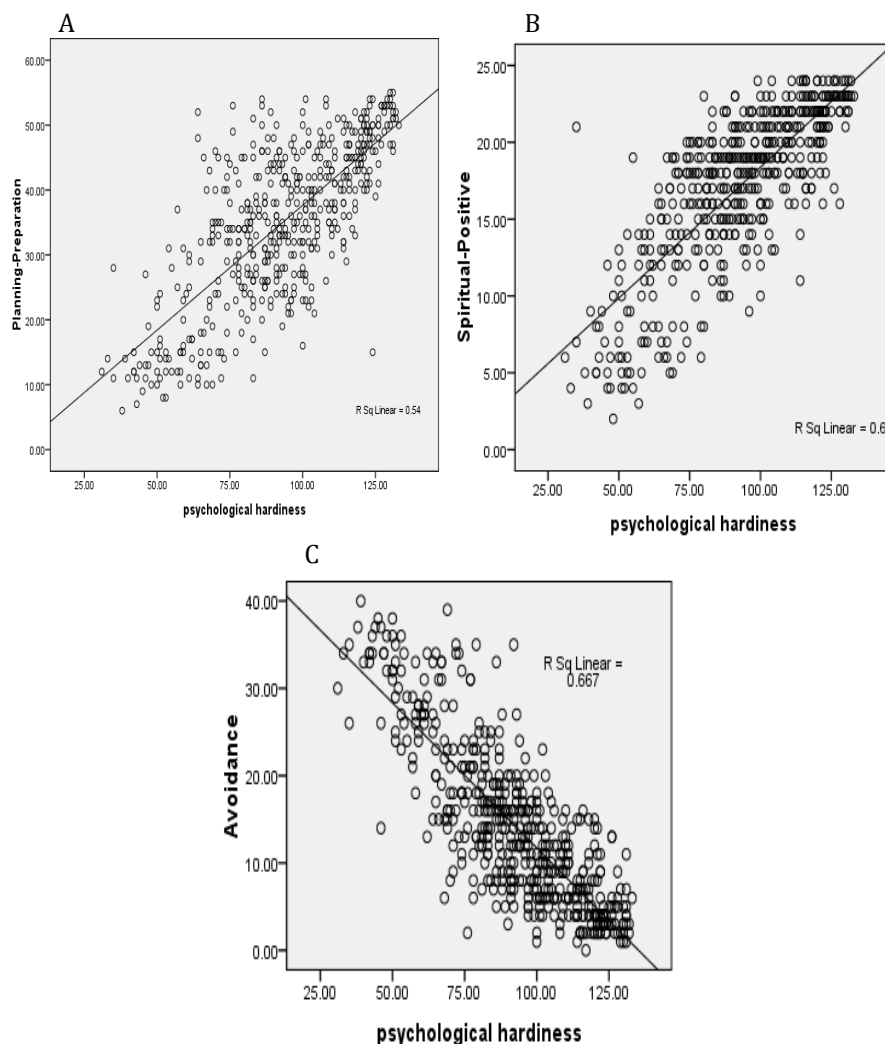 A
60.00
50.00
40.00
30.00
20.00
10.00
0.00
Planning-Preparation
R Sq Linear = 0.54
25.00 50.00 75.00 100.00 125.00
psychological hardiness
B
25.00
20.00
15.00
10.00
5.00
0.00
Spiritual-Positive
R Sq Linear = 0.6
25.00 50.00 75.00 100.00 125.00
psychological hardiness
C
40.00
30.00
20.00
10.00
0.00
Avoidance
R Sq Linear =
0.667
25.00 50.00 75.00 100.00 125.00
psychological hardiness